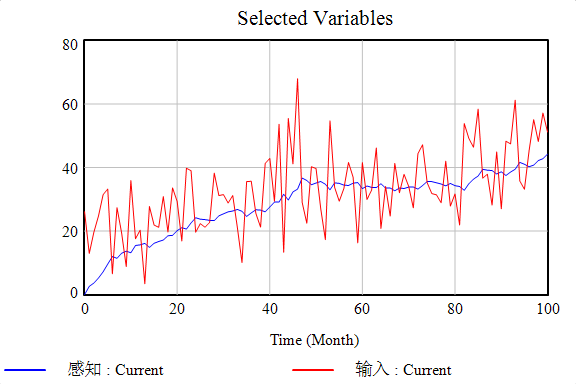 Selected Variables
80
60
40
20
0
0 20 40 60 80 100
Time (Month)
感知 : Current 输入 : Current